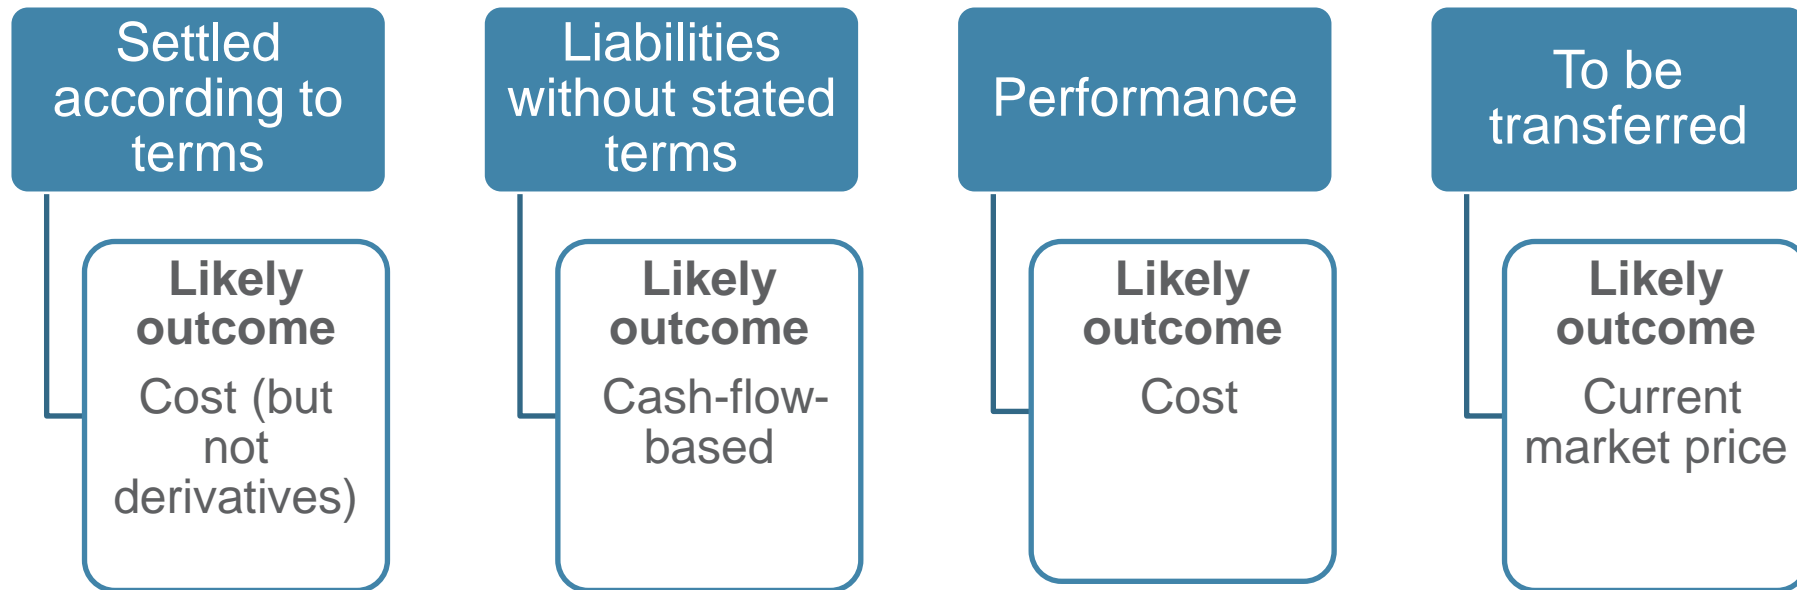 Settled
according to
terms
Likely
outcome
Cost (but
not
derivatives)
Liabilities
without stated
terms
Likely
outcome
Cash-flow-
based
Performance
Likely
outcome
Cost
To be
transferred
Likely
outcome
Current
market price